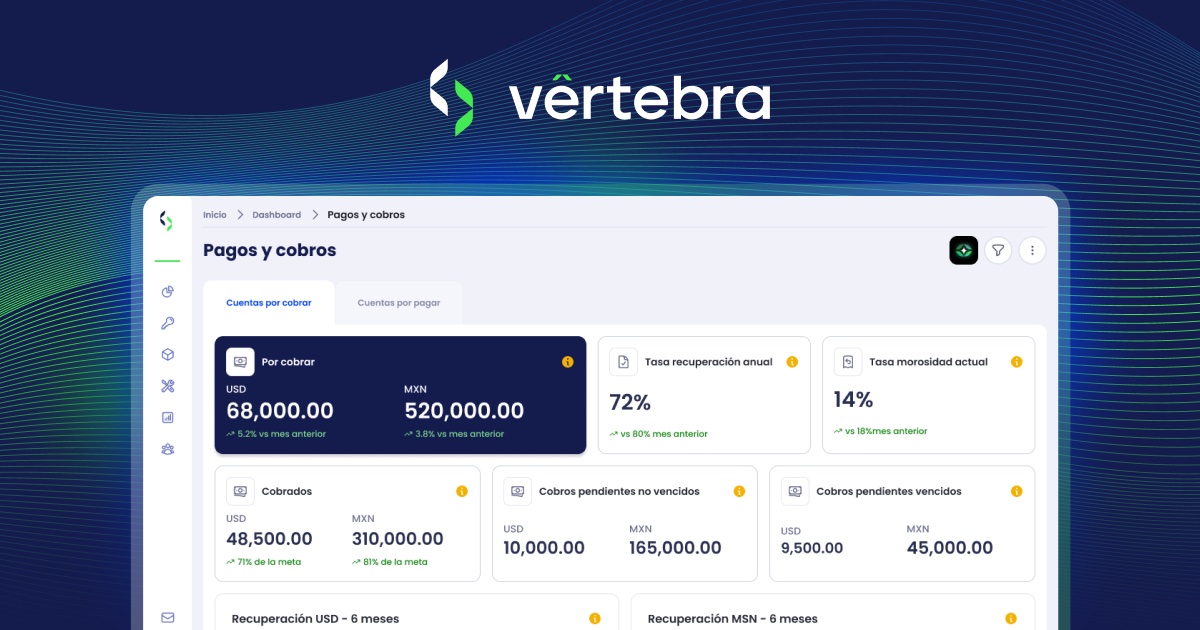 vêrtebra
Inicio > Dashboard > Pagos y cobros
Pagos y cobros
Cuentas por cobrar
Cuentas por pagar
Por cobrar
USD
68,000.00
5.2% vs mes anterior
MXN
520,000.00
3.8% vs mes anterior
Tasa recuperación anual
72%
vs 80% mes anterior
Tasa morosidad actual
14%
vs 18%mes anterior
Cobrados
USD
48,500.00
71% de la meta
MXN
310,000.00
81% de la meta
Cobros pendientes no vencidos
USD
10,000.00
MXN
165,000.00
Cobros pendientes vencidos
USD
9,500.00
MXN
45,000.00
Recuperación USD - 6 meses
Recuperación MSN - 6 meses